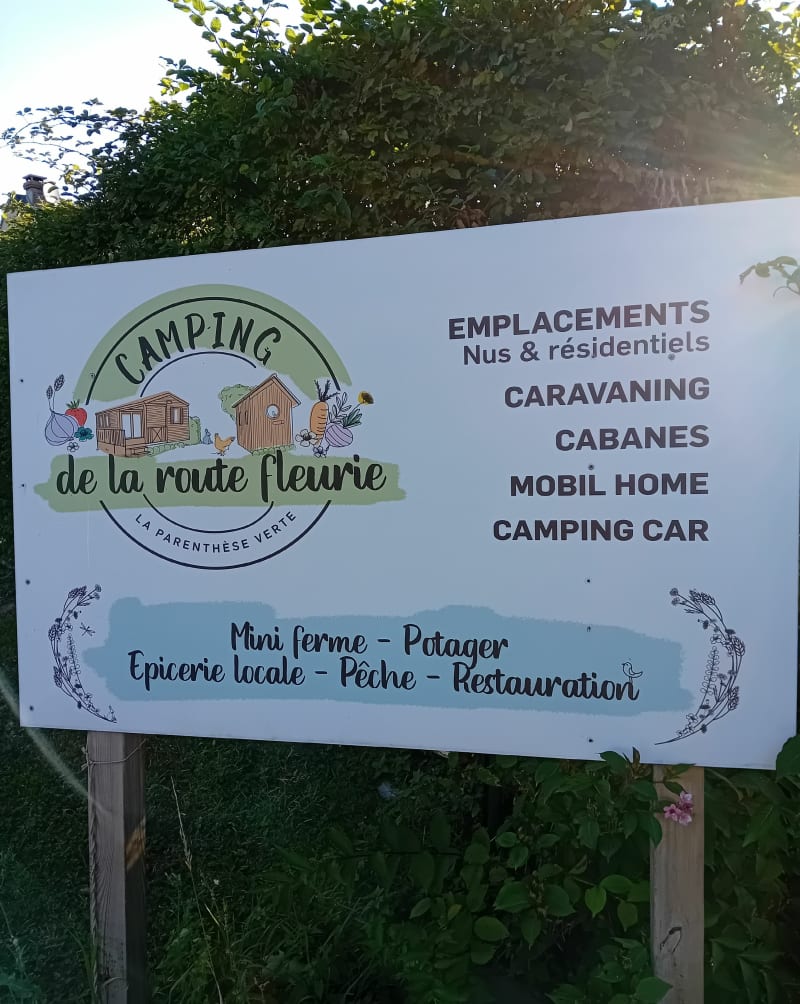 CAMPING
de la route fleurie
LA PARENTHÈSE VERTE
EMPLACEMENTS
Nus & résidentiels
CARAVANING
CABANES
MOBIL HOME
CAMPING CAR
Mini ferme - Potager
Epicerie locale - Pêche - Restauration